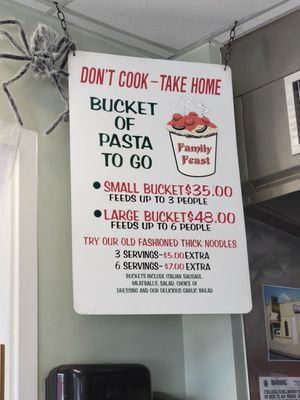 DON'T COOK - TAKE HOME
BUCKET
OF
PASTA
TO GO
Family
Feast
• SMALL BUCKET $35.00
FEEDS UP TO 3 PEOPLE
• LARGE BUCKET $48.00
FEEDS UP TO 6 PEOPLE
TRY OUR OLD FASHIONED THICK NOODLES
3 SERVINGS - $5.00 EXTRA
6 SERVINGS - $7.00 EXTRA
BUCKETS INCLUDE ITALIAN SAUSAGE,
MEATBALLS, SALAD, CHOICE OF
DRESSING AND OUR DELICIOUS GARLIC BREAD
WARNING